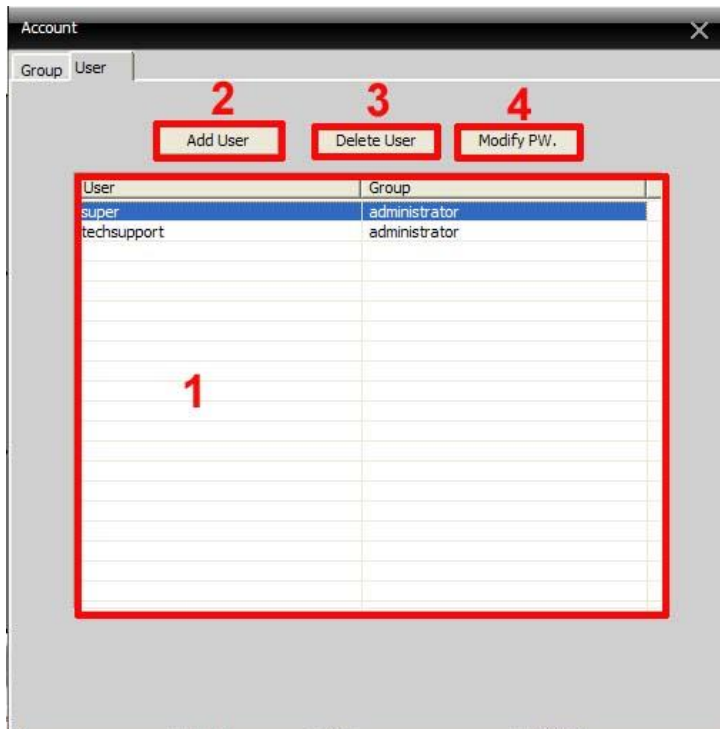 Account
Group User
2 3 4
Add User Delete User Modify PW.
User Group
super administrator
techsupport administrator
1